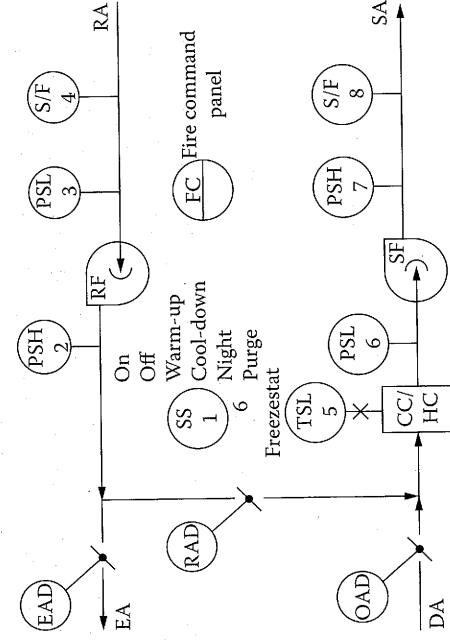 EAD
PSH
2
PSL
3
S/F
4
RA
EA
RF
On
Off
Warm-up
Cool-down
Night
Purge
SS
1
6
FC
Fire command
panel
RAD
Freezestat
TSL
5
PSL
6
PSH
7
S/F
8
OAD
CC/
HC
SF
SA
DA